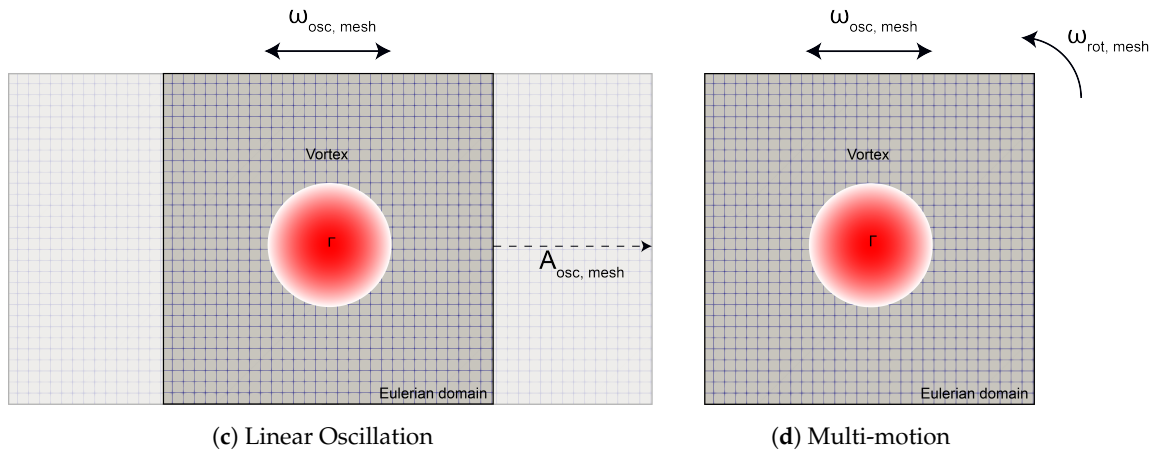 ω osc, mesh
ω osc, mesh
ω rot, mesh
Vortex
Vortex
Γ
Γ
A osc, mesh
Eulerian domain
Eulerian domain
(c) Linear Oscillation
(d) Multi-motion